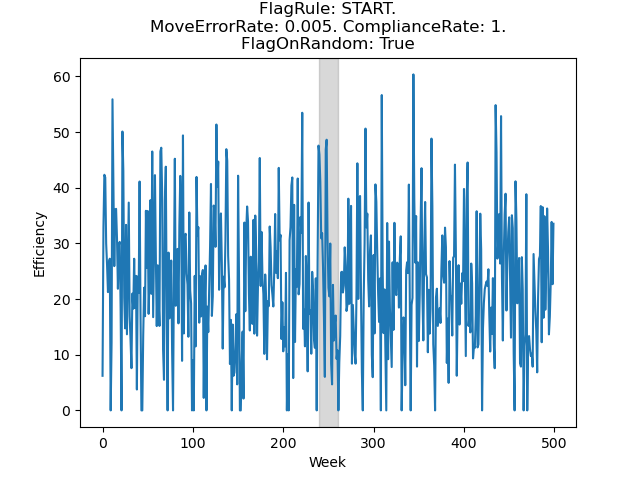 FlagRule: START.
MoveErrorRate: 0.005. ComplianceRate: 1.
FlagOnRandom: True
60
50
40
30
20
10
0
Efficiency
0 100 200 300 400 500
Week